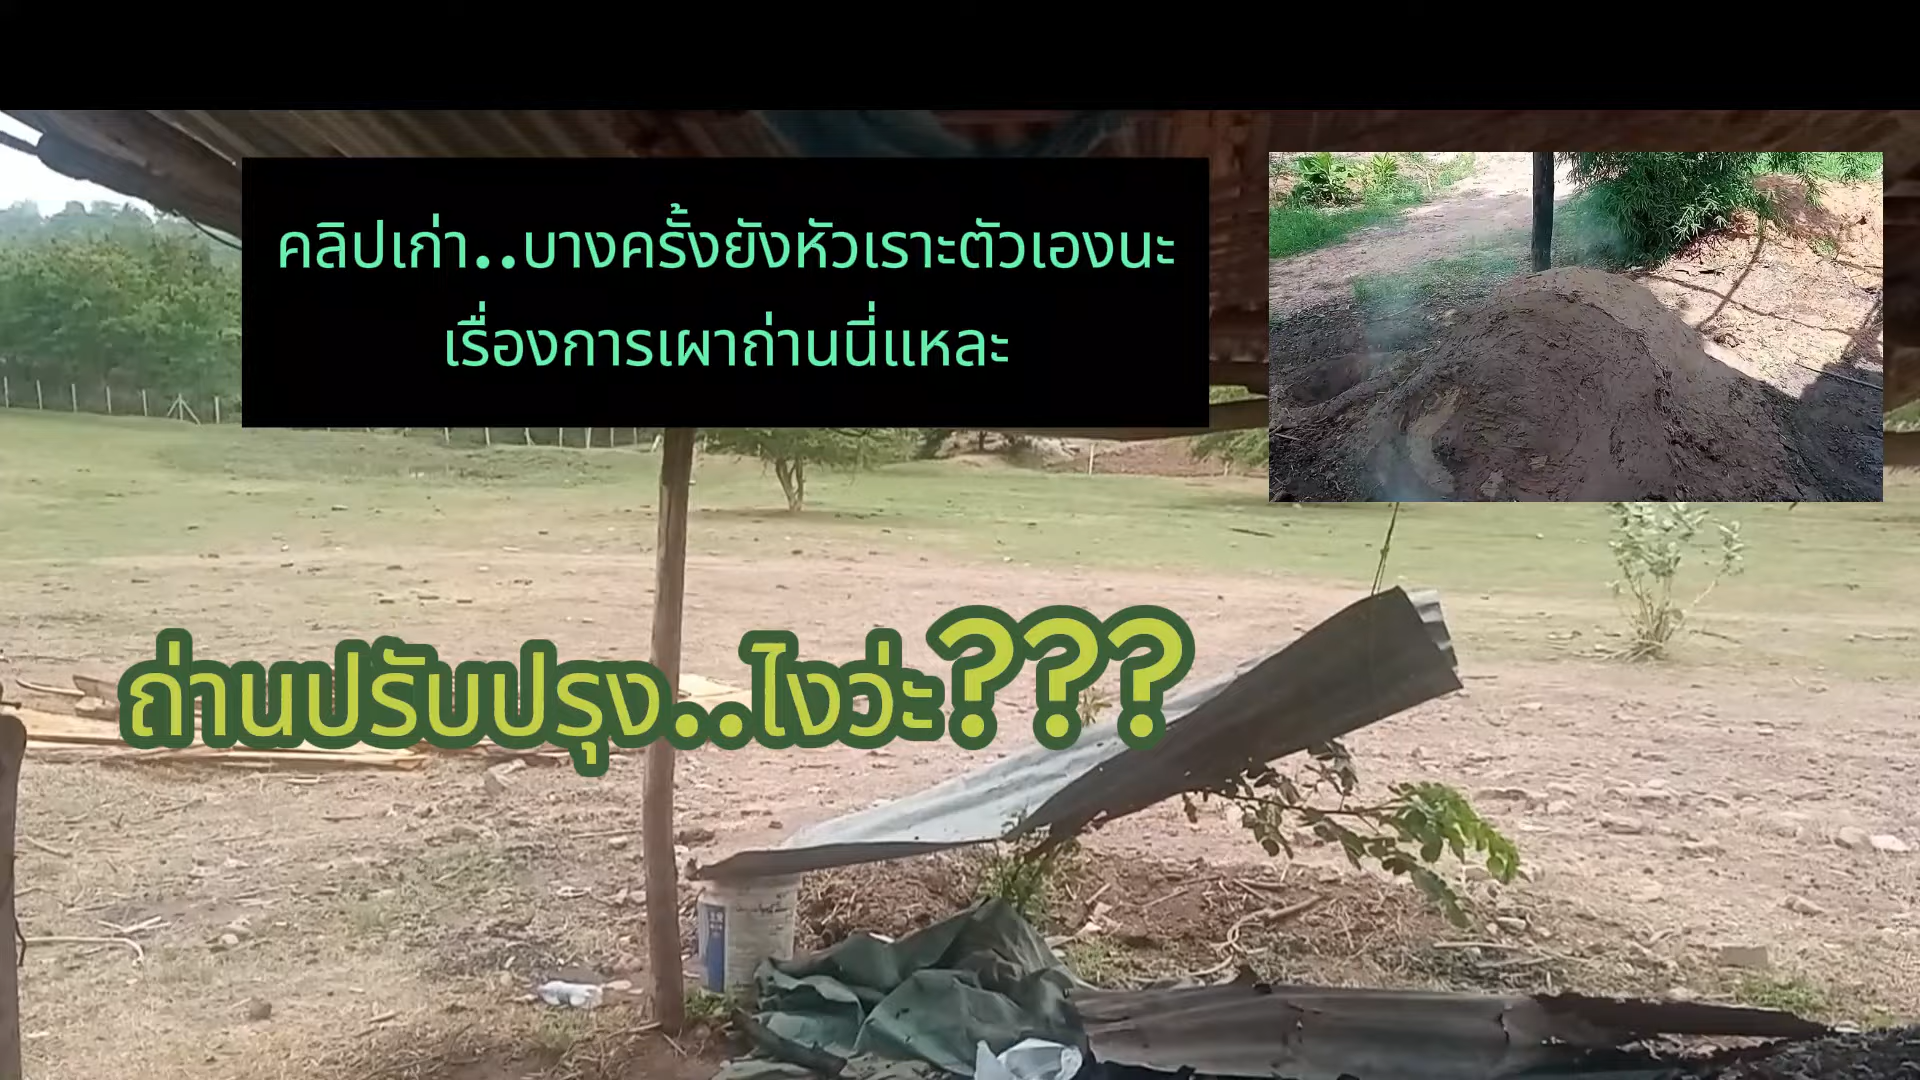 คลิปเก่า..บางครั้งยังหัวเราะตัวเองนะ
เรื่องการเผาถ่านนี่แหละ
ถ่านปรับปรุง..ไงว่ะ???